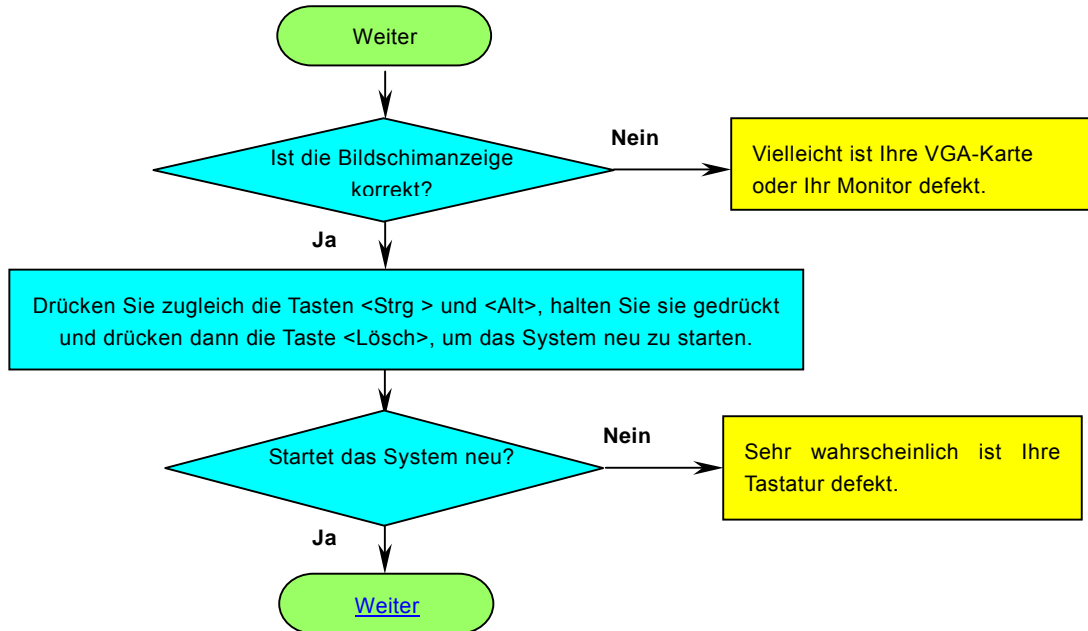 Weiter
Ist die Bildschimanzeige
korrekt?
Nein
Vielleicht ist Ihre VGA-Karte
oder Ihr Monitor defekt.
Ja
Drücken Sie zugleich die Tasten <Strg > und <Alt>, halten Sie sie gedrückt
und drücken dann die Taste <Lösch>, um das System neu zu starten.
Startet das System neu?
Nein
Sehr wahrscheinlich ist Ihre
Tastatur defekt.
Ja
Weiter